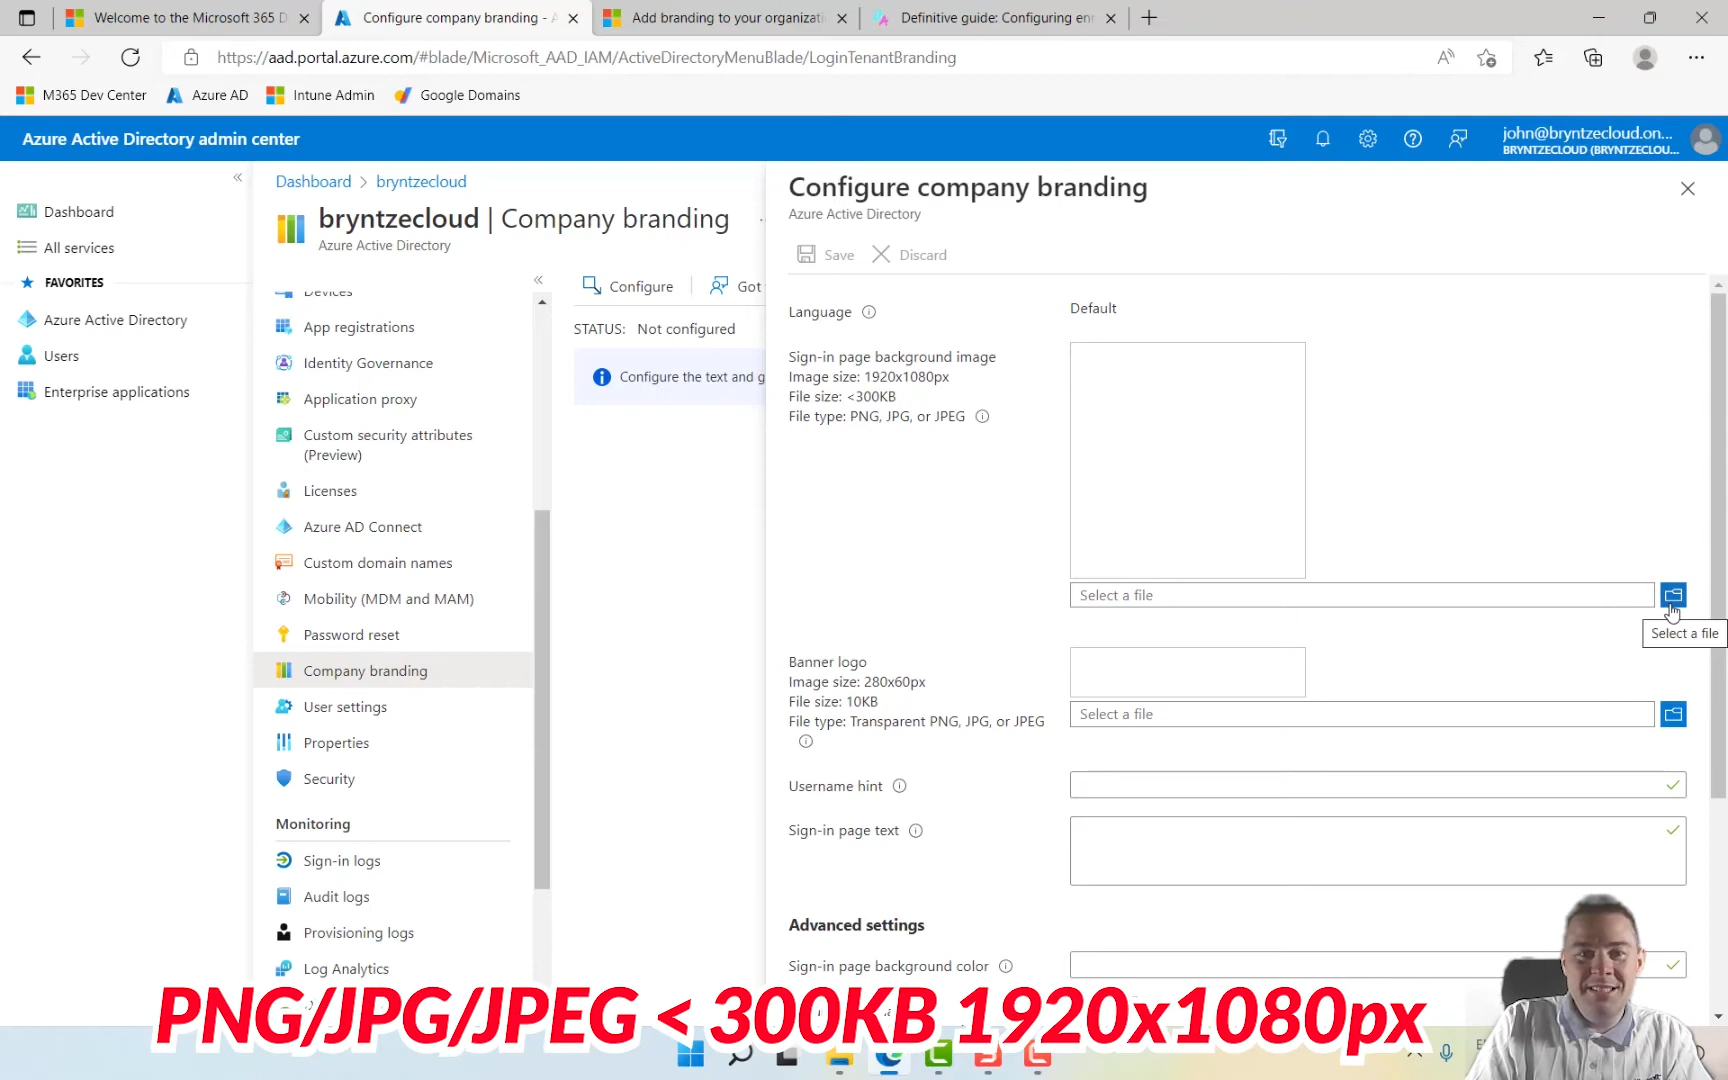 Welcome to the Microsoft 365 D
Configure company branding - A
Add branding to your organizati
Definitive guide: Configuring enr
https://aad.portal.azure.com/#blade/Microsoft_AAD_IAM/ActiveDirectoryMenuBlade/LoginTenantBranding
M365 Dev Center
Azure AD
Intune Admin
Google Domains
Azure Active Directory admin center
john@bryntzecloud.on...
BRYNTZECLOUD (BRYNTZECLOU...
Dashboard
All services
FAVORITES
Azure Active Directory
Users
Enterprise applications
Dashboard > bryntzecloud
bryntzecloud | Company branding
Azure Active Directory
Devices
App registrations
Identity Governance
Application proxy
Custom security attributes
(Preview)
Licenses
Azure AD Connect
Custom domain names
Mobility (MDM and MAM)
Password reset
Company branding
User settings
Properties
Security
Monitoring
Sign-in logs
Audit logs
Provisioning logs
Log Analytics
Configure
Got
STATUS: Not configured
Configure the text and g
Configure company branding
Azure Active Directory
Save
Discard
Language
Default
Sign-in page background image
Image size: 1920x1080px
File size: <300KB
File type: PNG, JPG, or JPEG
Select a file
Select a file
Banner logo
Image size: 280x60px
File size: 10KB
File type: Transparent PNG, JPG, or JPEG
Select a file
Username hint
Sign-in page text
Advanced settings
Sign-in page background color
PNG/JPG/JPEG < 300KB 1920x1080px